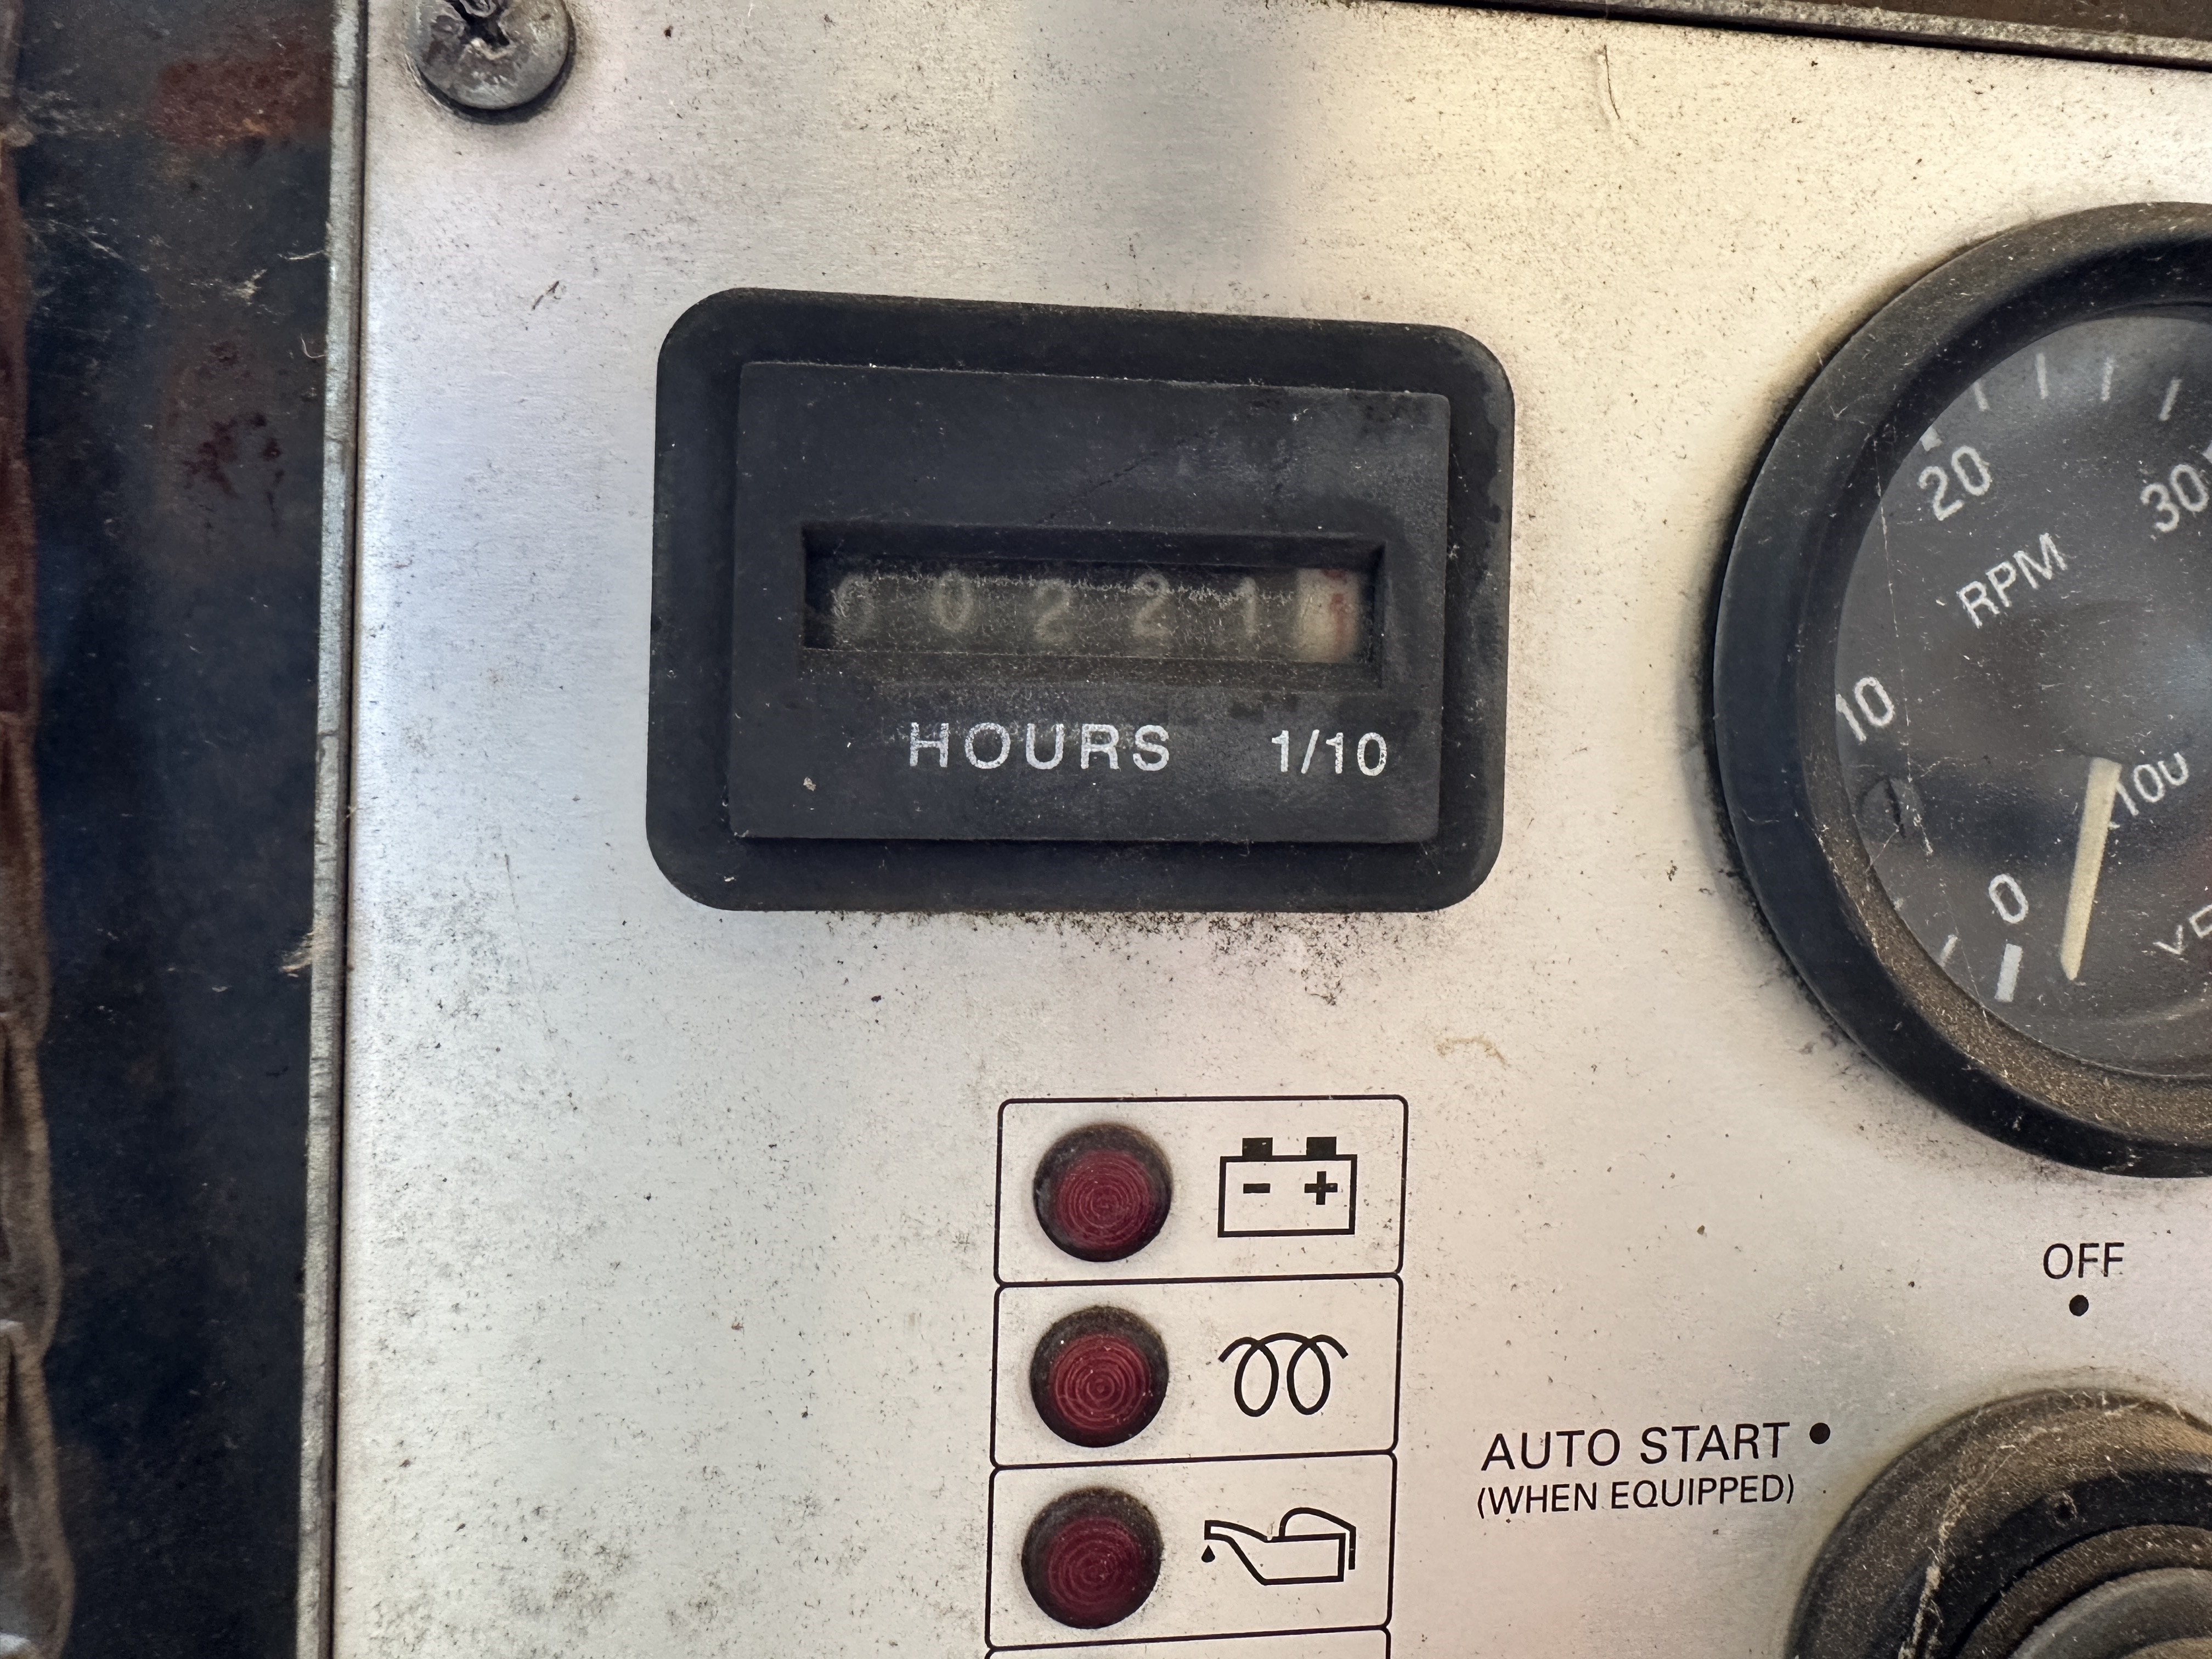 0 0 2 2 1
HOURS 1/10
20
30
RPM
10
0
OFF
AUTO START
(WHEN EQUIPPED)
- +